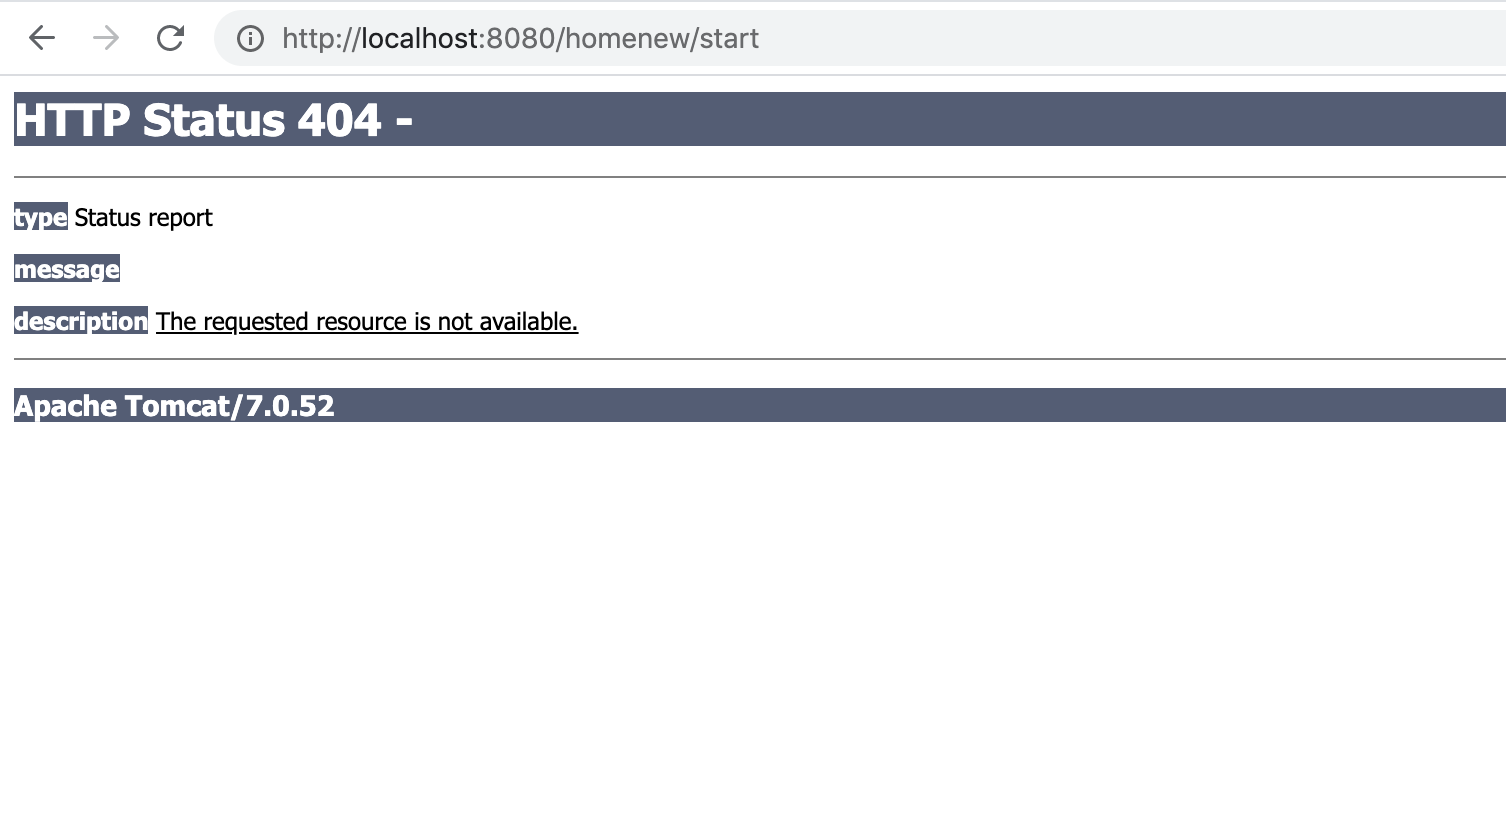 http://localhost:8080/homenew/start
HTTP Status 404 -
type Status report
message
description The requested resource is not available.
Apache Tomcat/7.0.52